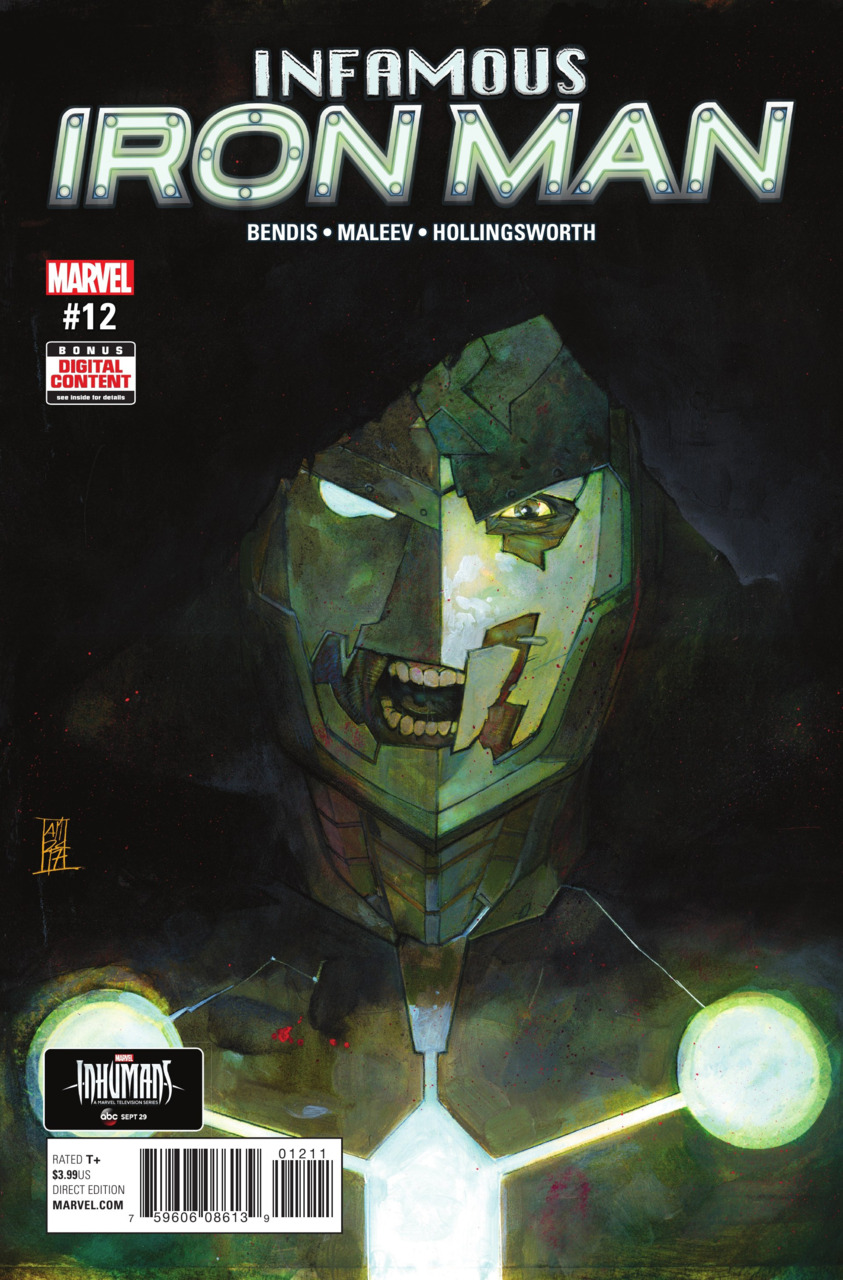 INFAMOUS
IRON MAN
BENDIS • MALEEV • HOLLINGSWORTH
MARVEL
#12
BONUS
DIGITAL
CONTENT
see inside for details
MARVEL
INHUMANS
A MARVEL TELEVISION SERIES
abc SEPT 29
RATED T+
$3.99US
DIRECT EDITION
MARVEL.COM
01211
7 59606 08613 9